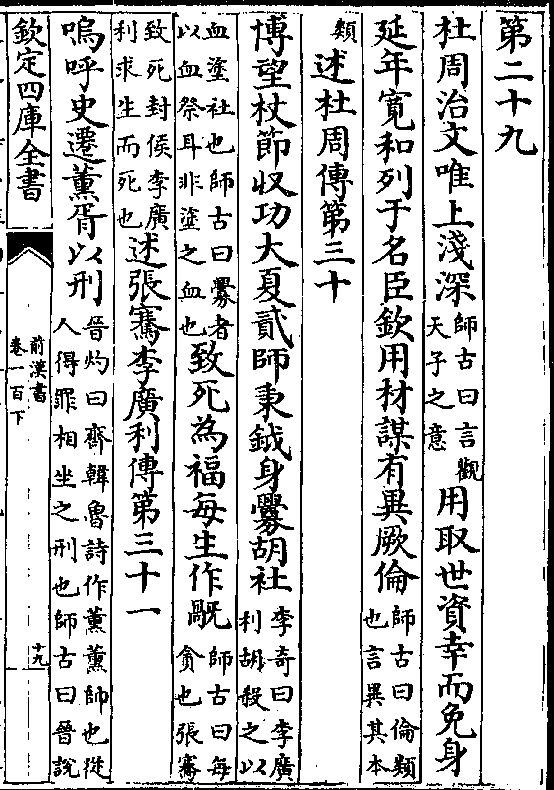 第二十九
杜周治文唯上淺深師古曰言觀天子之意用取世資幸而免身
延年寬和列于名臣欽用材謀有異厥倫師古曰倫類也言異其本
類述杜周傳第三十
博望杖節收功大夏貳師秉鉞身釁胡社李奇曰李廣利胡殺之以
血塗社也師古曰釁者以血祭耳非塗之血也致死為福每生作旤師古曰每貪也張騫
致死封侯李廣利求生而死也述張騫李廣利傳第三十一
嗚呼史遷薰胥以刑晉灼曰齊韓魯詩作薰薰帥也從人得罪相坐之刑也師古曰晉說
欽定四庫全書
前漢書
卷一百下
十九